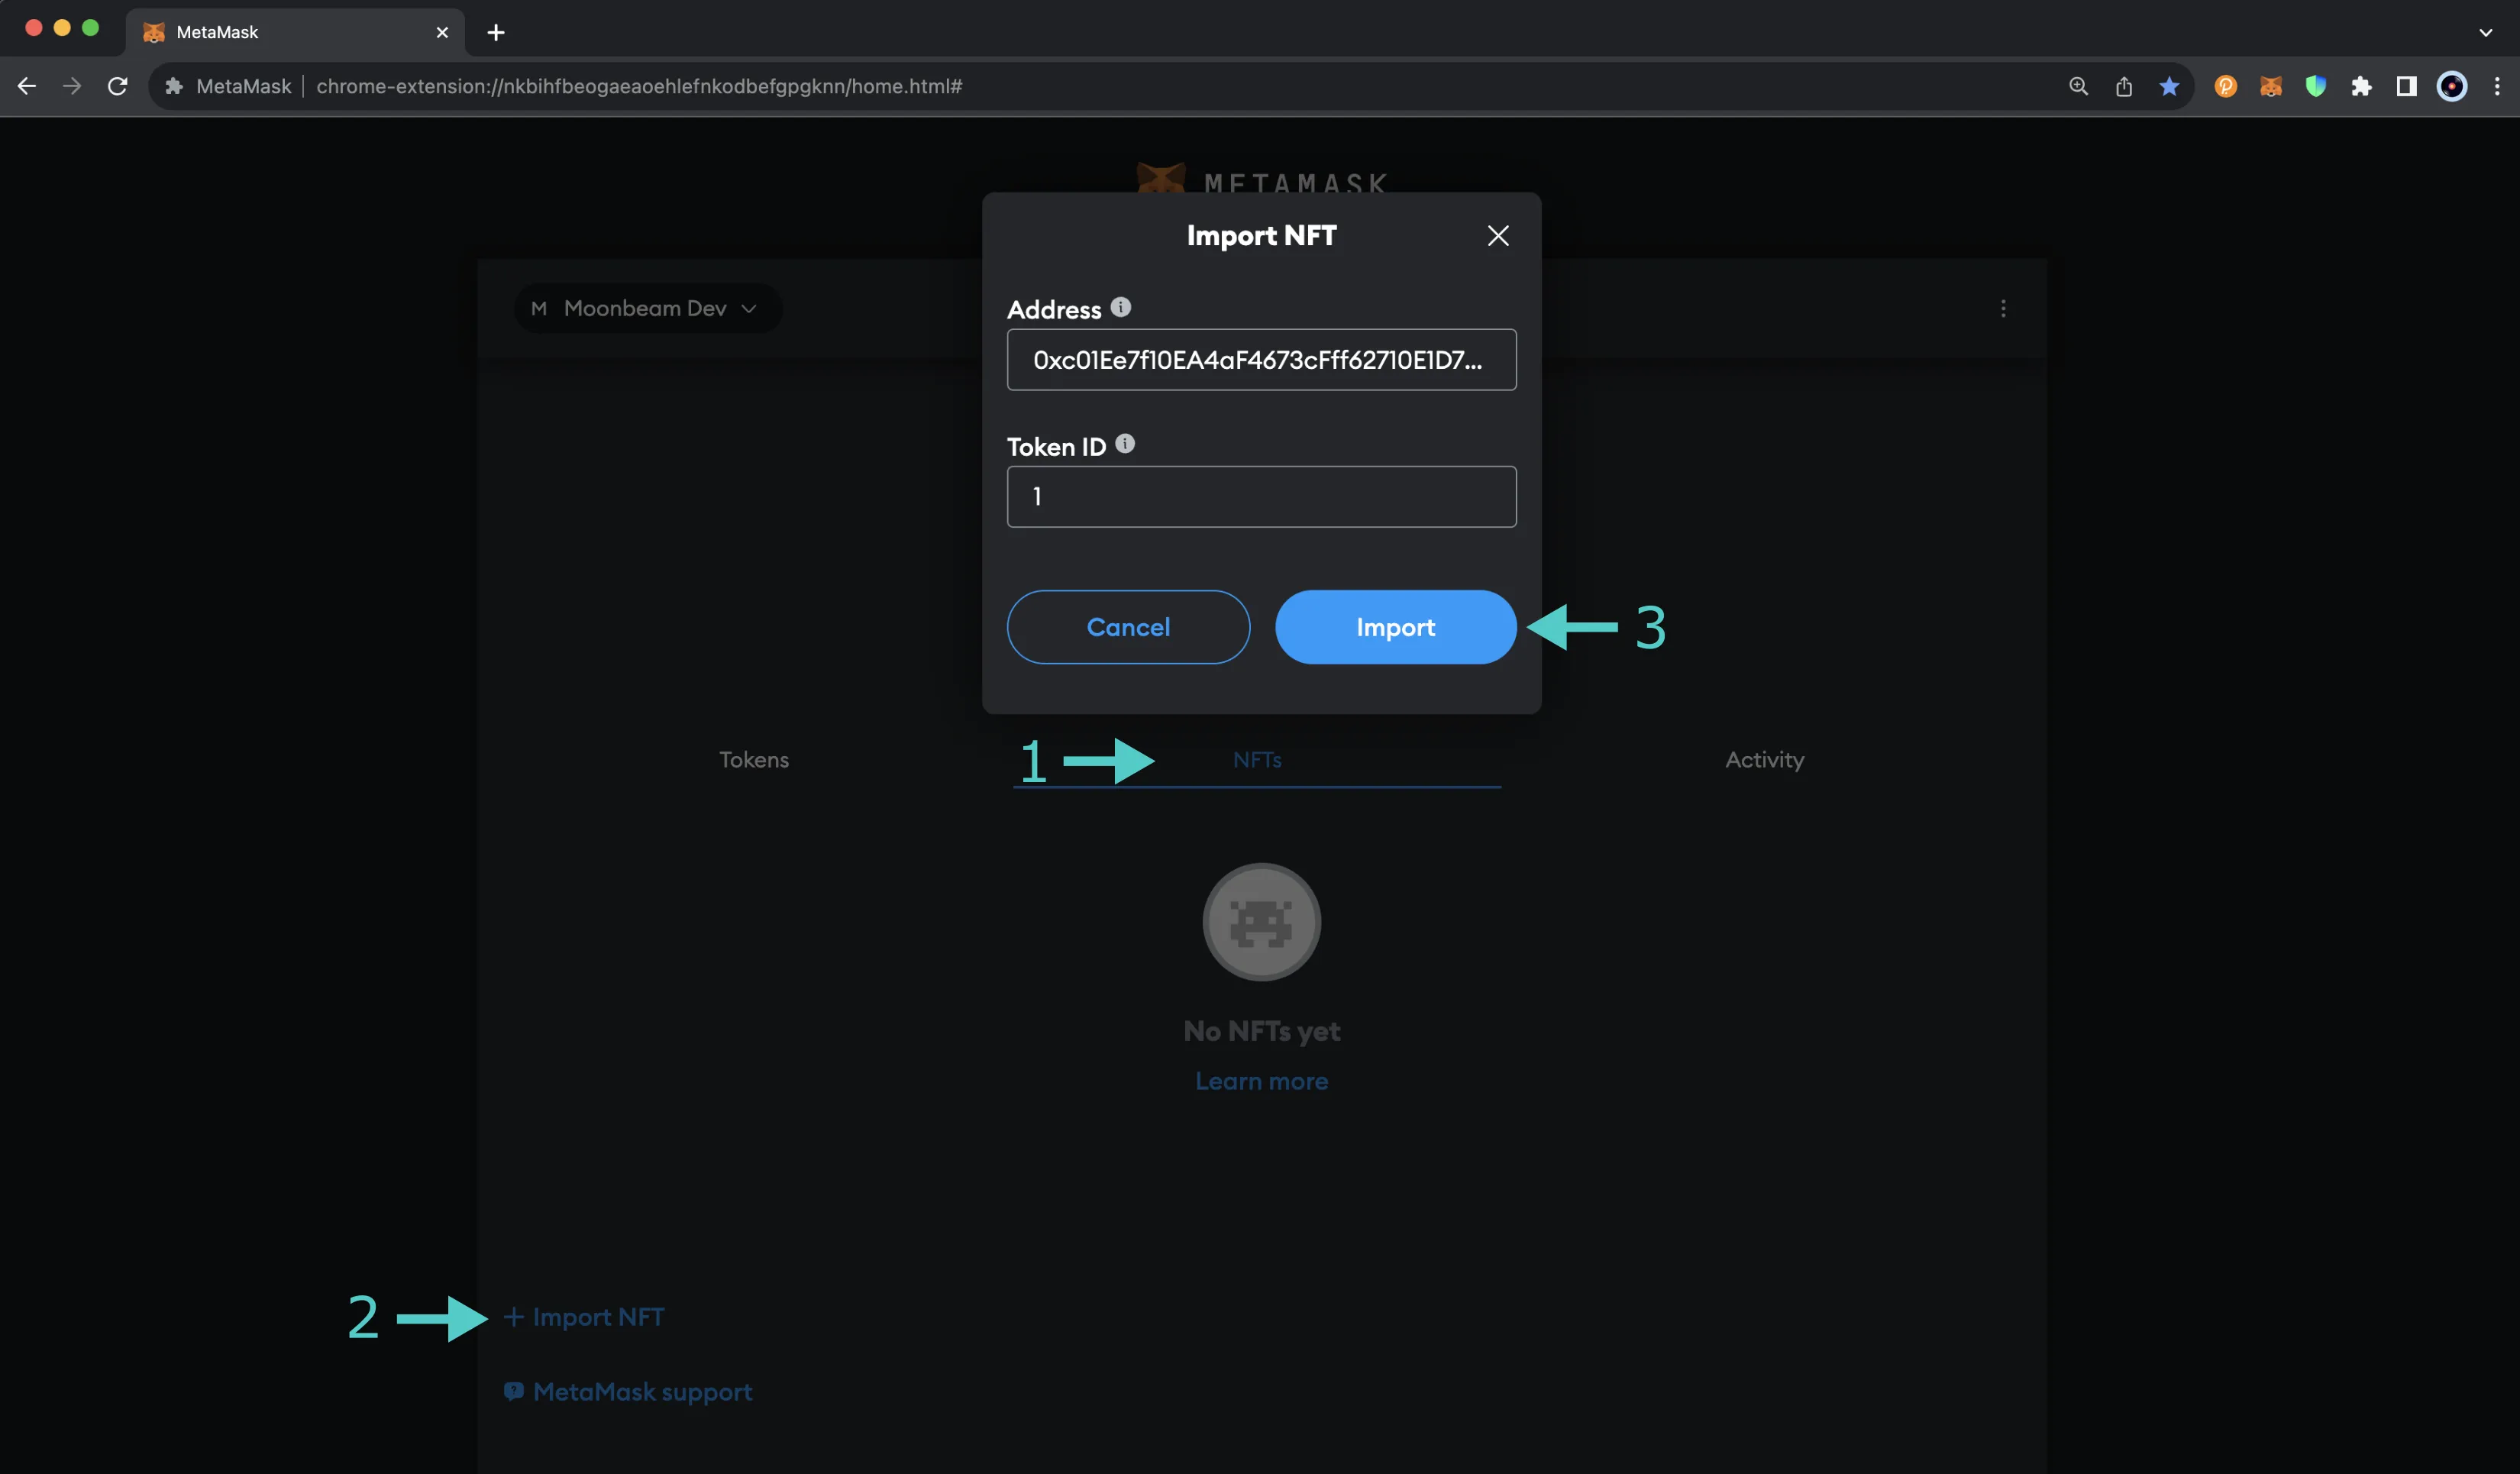 MetaMask
MetaMask | chrome-extension://nkbihfbeogaeaoehlefnkodbefgpgknn/home.html#
METAMASK
Import NFT
M Moonbeam Dev
Address
0xc01Ee7f10EA4aF4673cFff62710E1D7...
Token ID
1
Cancel
Import
3
Tokens
1
NFTs
Activity
No NFTs yet
Learn more
2
+ Import NFT
MetaMask support